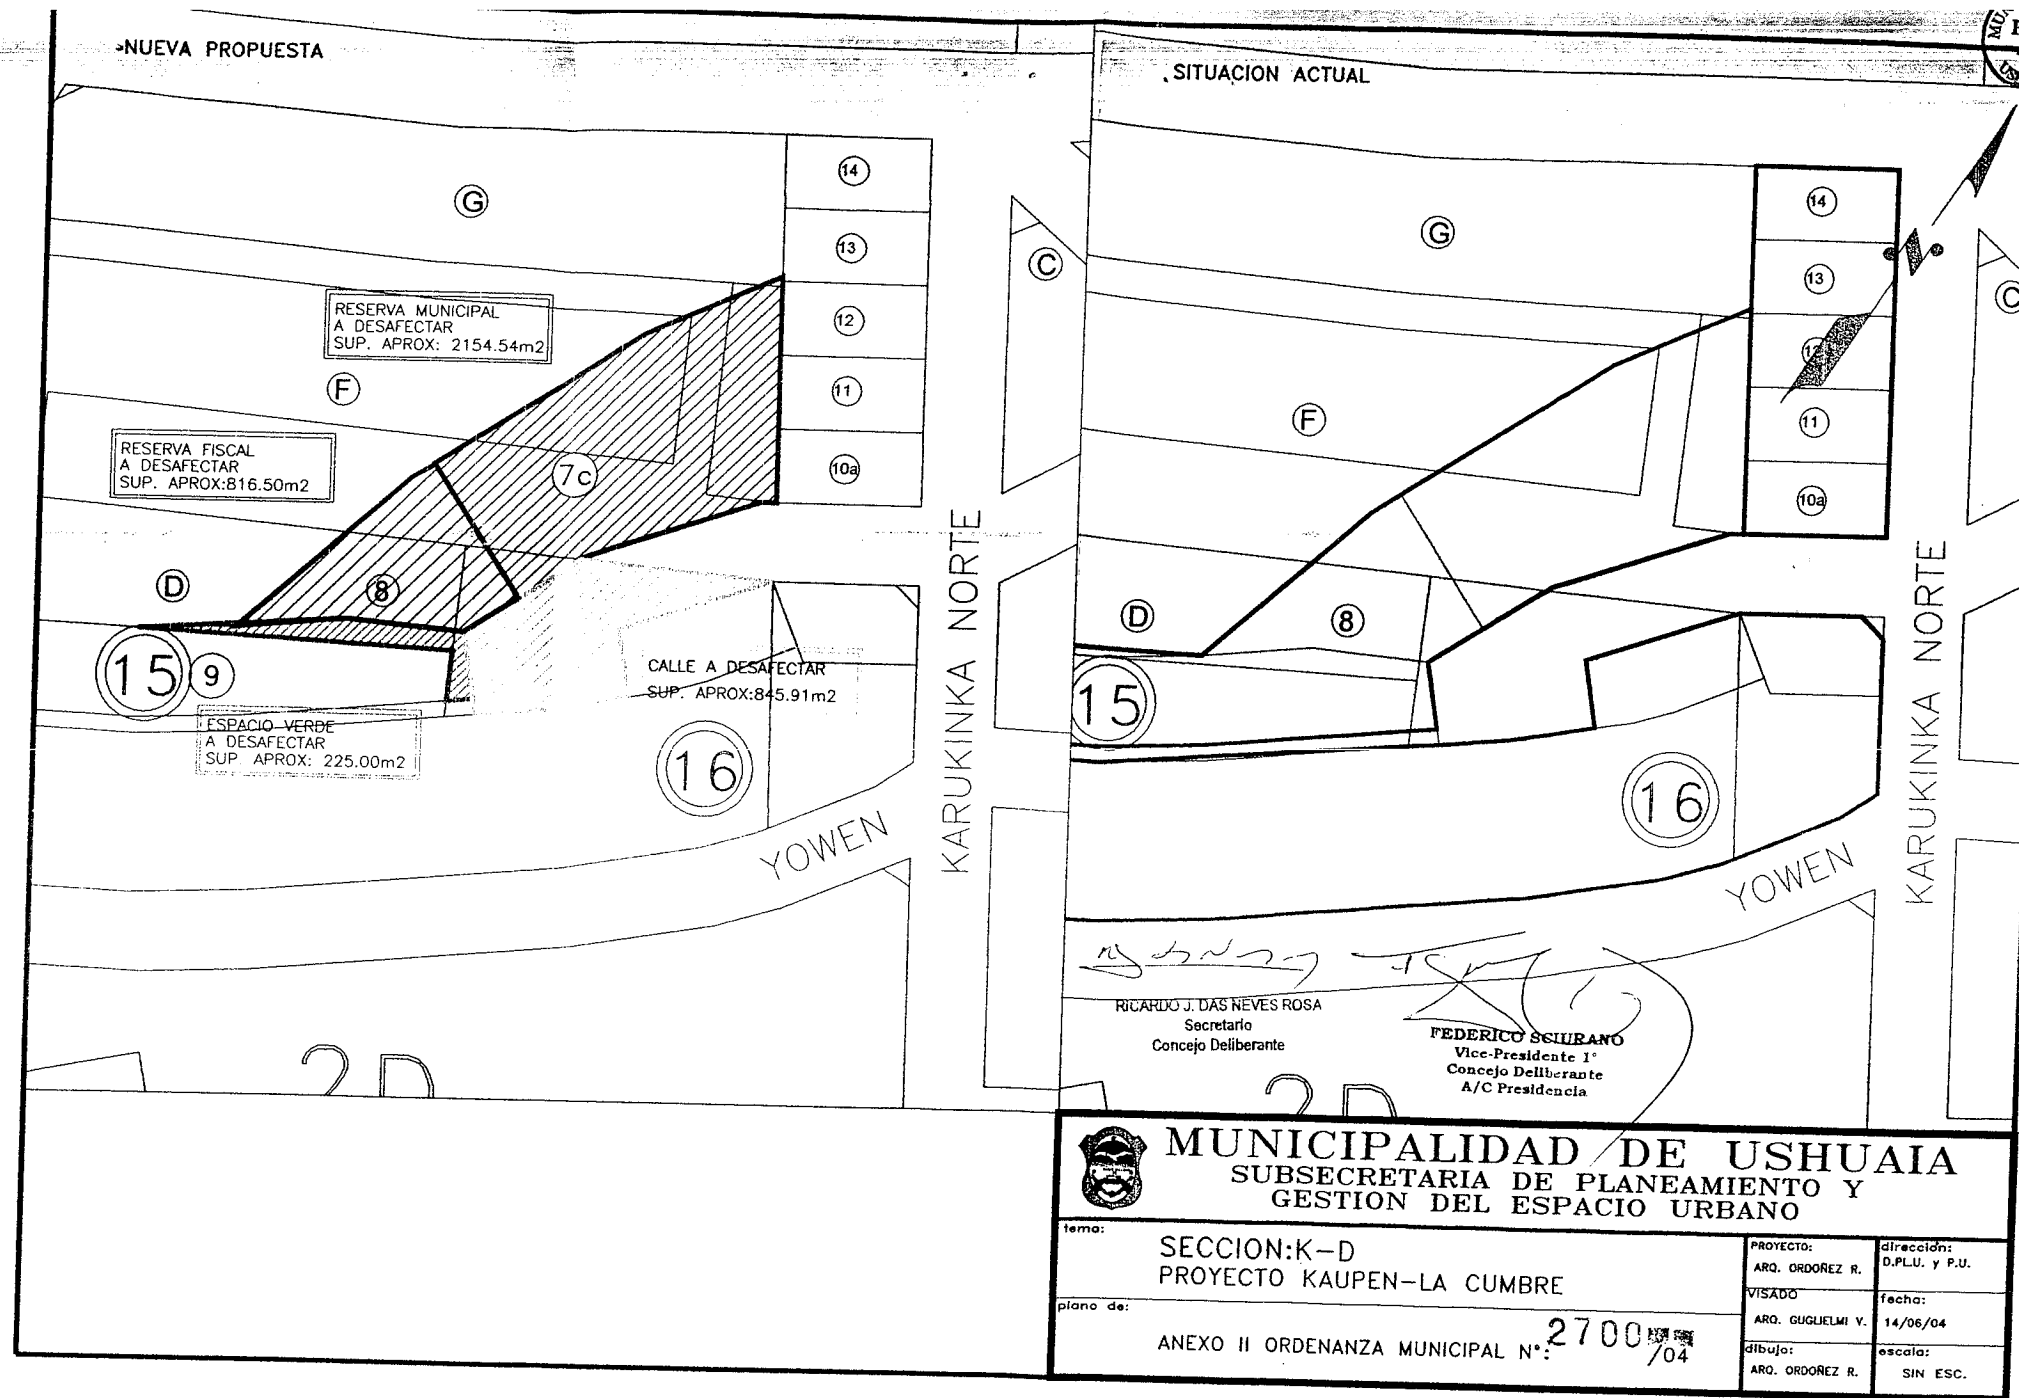 NUEVA PROPUESTA
14
G
13
C
RESERVA MUNICIPAL
A DESAFECTAR
SUP. APROX: 2154.54m2
12
F
11
RESERVA FISCAL
A DESAFECTAR
SUP. APROX:816.50m2
7c
10a
D
8
KARUKINKA NORTE
15
9
CALLE A DESAFECTAR
SUP. APROX:845.91m2
ESPACIO VERDE
A DESAFECTAR
SUP. APROX: 225.00m2
16
YOWEN
2D
SITUACION ACTUAL
14
G
N
13
C
12
F
11
10a
D
8
KARUKINKA NORTE
15
16
YOWEN
RICARDO J. DAS NEVES ROSA
Secretario
Concejo Deliberante
FEDERICO SCIURANO
Vice-Presidente 1°
Concejo Deliberante
A/C Presidencia
2D
MUNICIPALIDAD DE USHUAIA
SUBSECRETARIA DE PLANEAMIENTO Y
GESTION DEL ESPACIO URBANO
tema:
SECCION:K-D
PROYECTO KAUPEN-LA CUMBRE
plano de:
ANEXO II ORDENANZA MUNICIPAL N°: 2700 /04
PROYECTO:
ARQ. ORDOÑEZ R.
dirección:
D.PL.U. y P.U.
VISADO
ARQ. GUGLIELMI V.
fecha:
14/06/04
dibujo:
ARQ. ORDOÑEZ R.
escala:
SIN ESC.